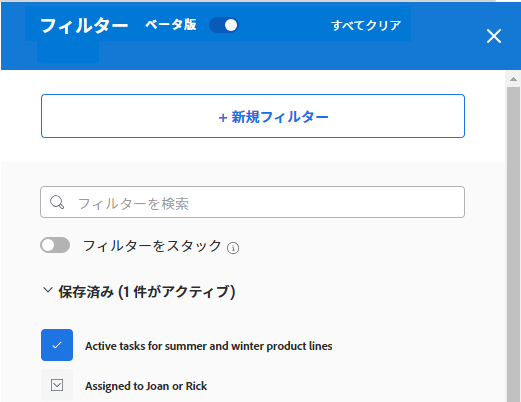 フィルター ベータ版 すべてクリア
+ 新規フィルター
フィルターを検索
フィルターをスタック
保存済み (1 件がアクティブ)
Active tasks for summer and winter product lines
Assigned to Joan or Rick